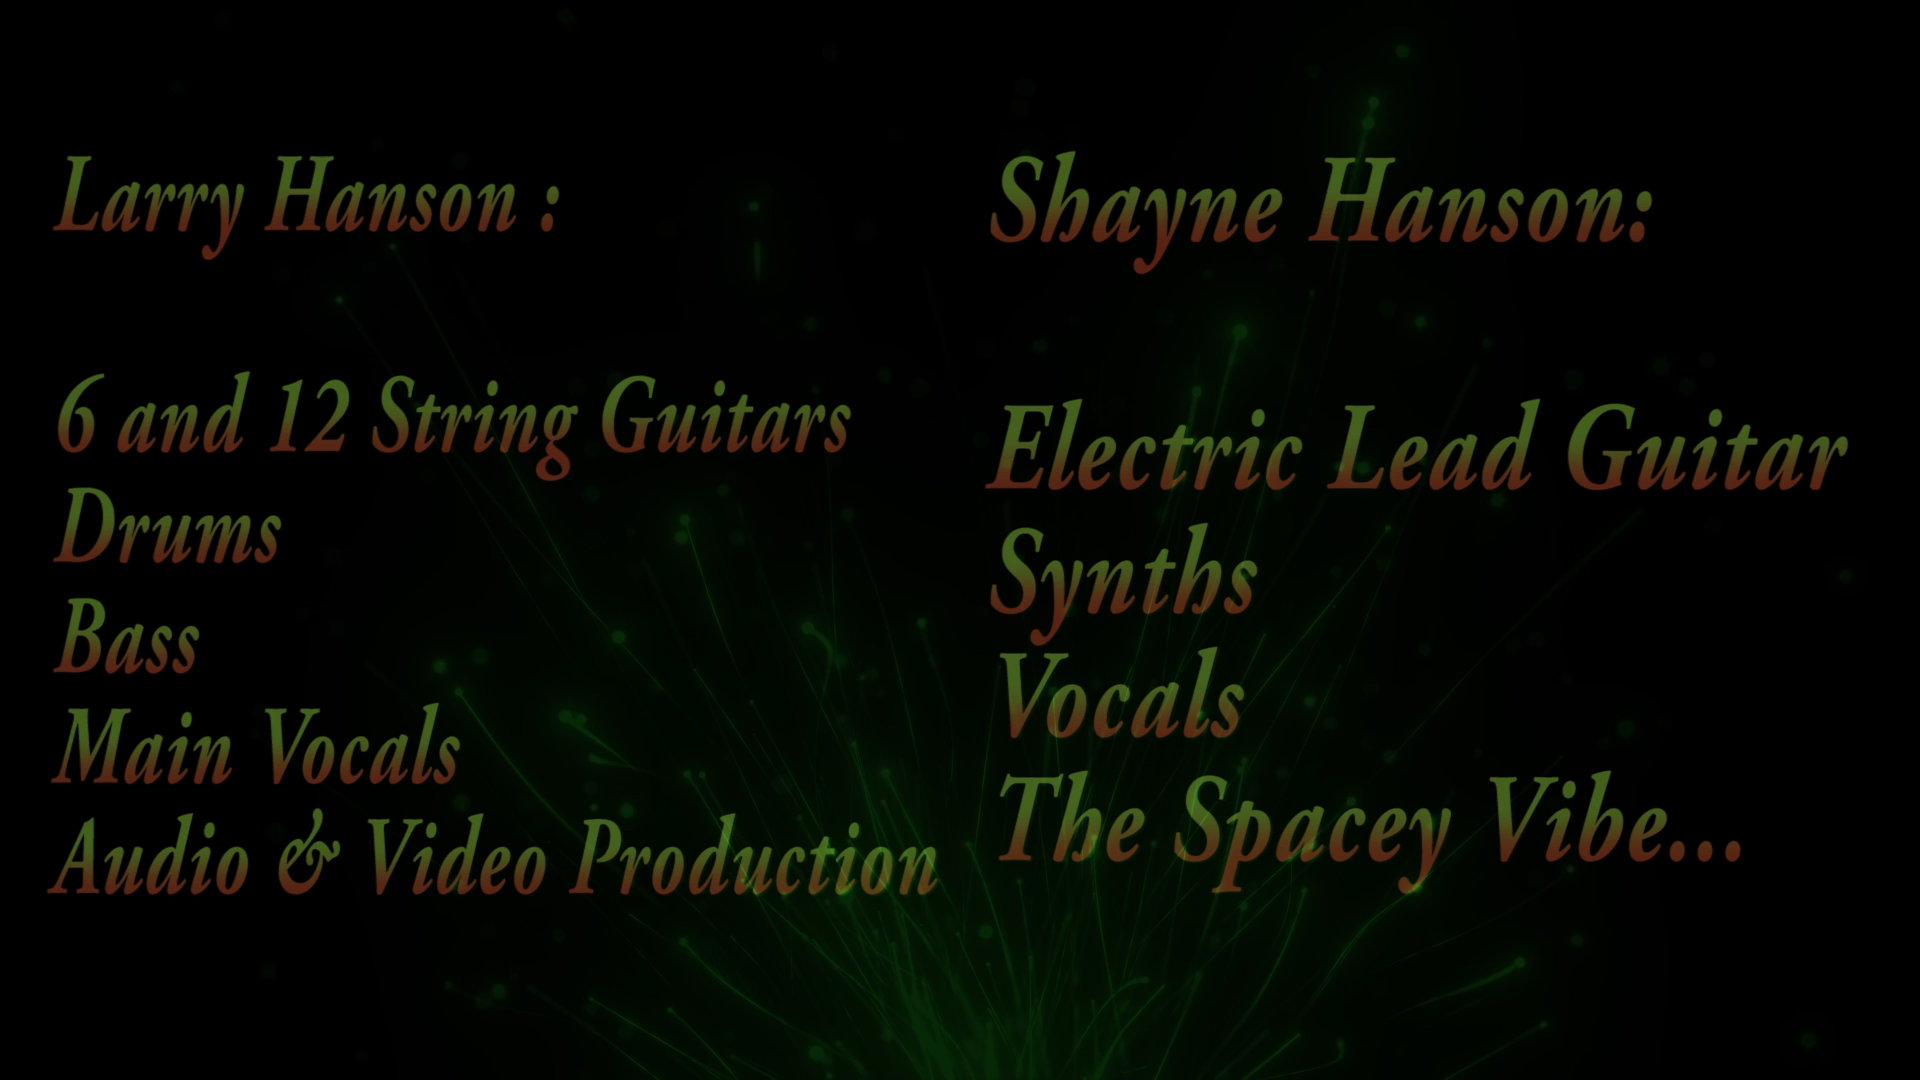 Larry Hanson :
6 and 12 String Guitars
Drums
Bass
Main Vocals
Audio & Video Production
Shayne Hanson:
Electric Lead Guitar
Synths
Vocals
The Spacey Vibe...